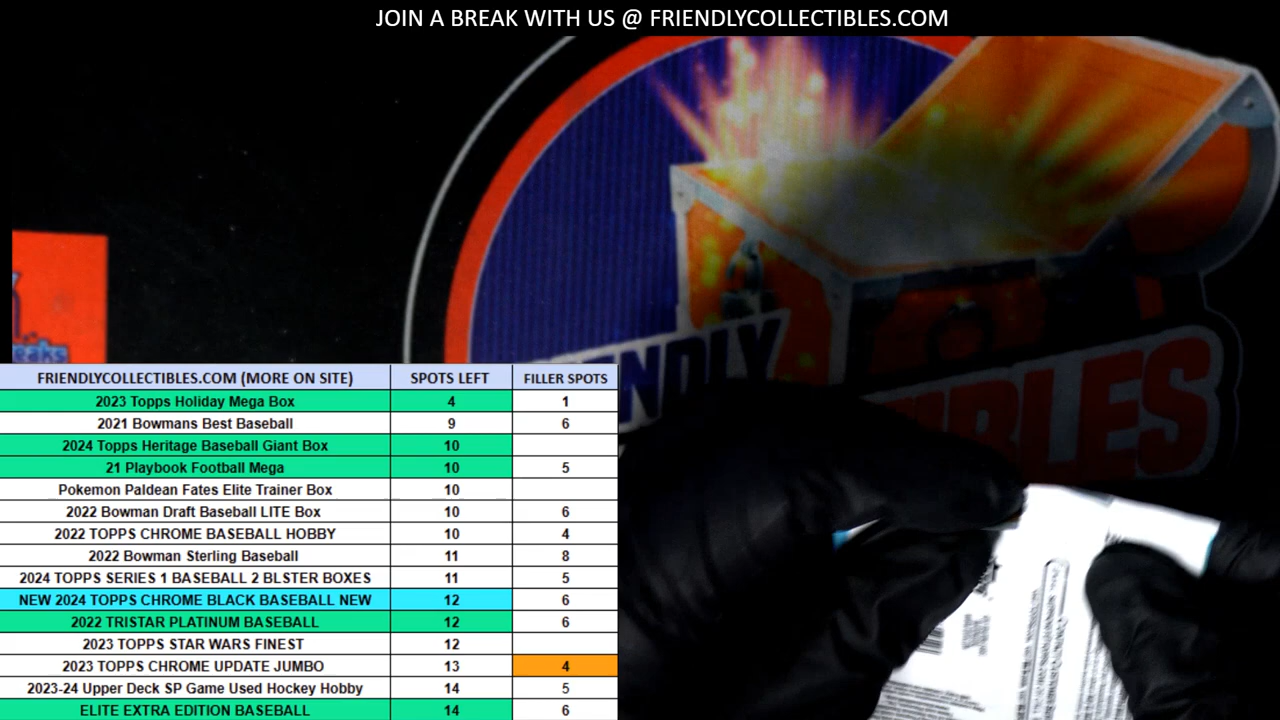 JOIN A BREAK WITH US @ FRIENDLYCOLLECTIBLES.COM
eaks
NDLY
IBLES
FRIENDLYCOLLECTIBLES.COM (MORE ON SITE) SPOTS LEFT FILLER SPOTS
2023 Topps Holiday Mega Box 4 1
2021 Bowmans Best Baseball 9 6
2024 Topps Heritage Baseball Giant Box 10
21 Playbook Football Mega 10 5
Pokemon Paldean Fates Elite Trainer Box 10
2022 Bowman Draft Baseball LITE Box 10 6
2022 TOPPS CHROME BASEBALL HOBBY 10 4
2022 Bowman Sterling Baseball 11 8
2024 TOPPS SERIES 1 BASEBALL 2 BLSTER BOXES 11 5
NEW 2024 TOPPS CHROME BLACK BASEBALL NEW 12 6
2022 TRISTAR PLATINUM BASEBALL 12 6
2023 TOPPS STAR WARS FINEST 12
2023 TOPPS CHROME UPDATE JUMBO 13 4
2023-24 Upper Deck SP Game Used Hockey Hobby 14 5
ELITE EXTRA EDITION BASEBALL 14 6